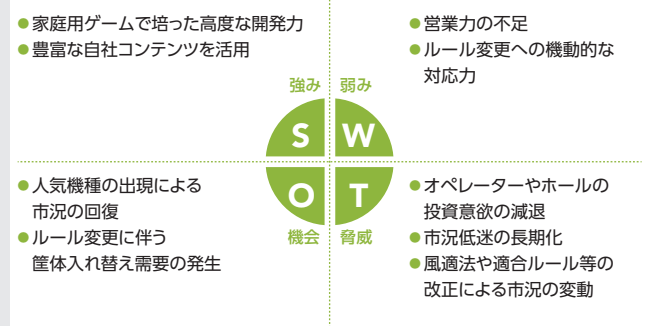 ●家庭用ゲームで培った高度な開発力
●豊富な自社コンテンツを活用
●営業力の不足
●ルール変更への機動的な
対応力
強み
弱み
S
W
O
T
機会
脅威
●人気機種の出現による
市況の回復
●ルール変更に伴う
筐体入れ替え需要の発生
●オペレーターやホールの
投資意欲の減退
●市況低迷の長期化
●風適法や適合ルール等の
改正による市況の変動